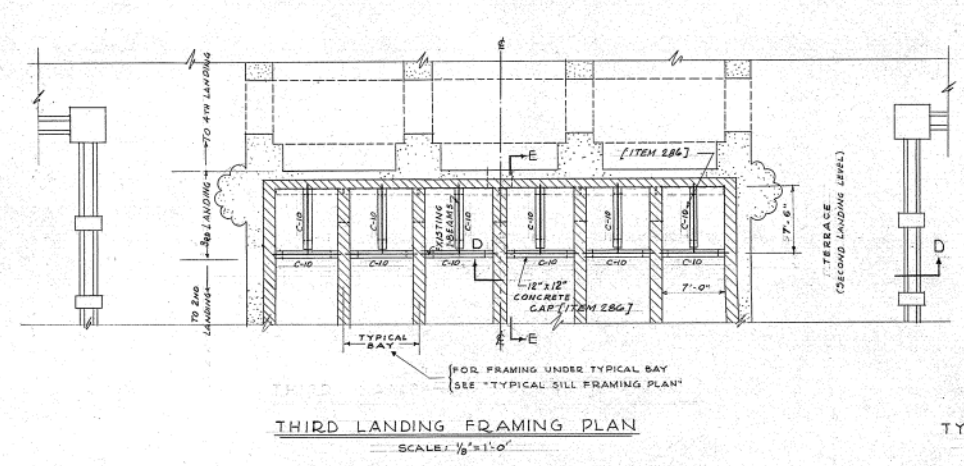 TO 4TH LANDING
3RD LANDING
TO 2ND
LANDING
E
[ITEM 286]
C-10
C-10
EXISTING
I-BEAMS
C-10
C-10
C-10
C-10
7'-6"
TERRACE
(SECOND LANDING LEVEL)
D
D
C-10
C-10
C-10
C-10
C-10
C-10
12"x12"
CONCRETE
CAP [ITEM 286]
7'-0"
TYPICAL
BAY
E
FOR FRAMING UNDER TYPICAL BAY
SEE "TYPICAL SILL FRAMING PLAN"
THIRD LANDING FRAMING PLAN
SCALE: 1/8"=1'-0"
TY